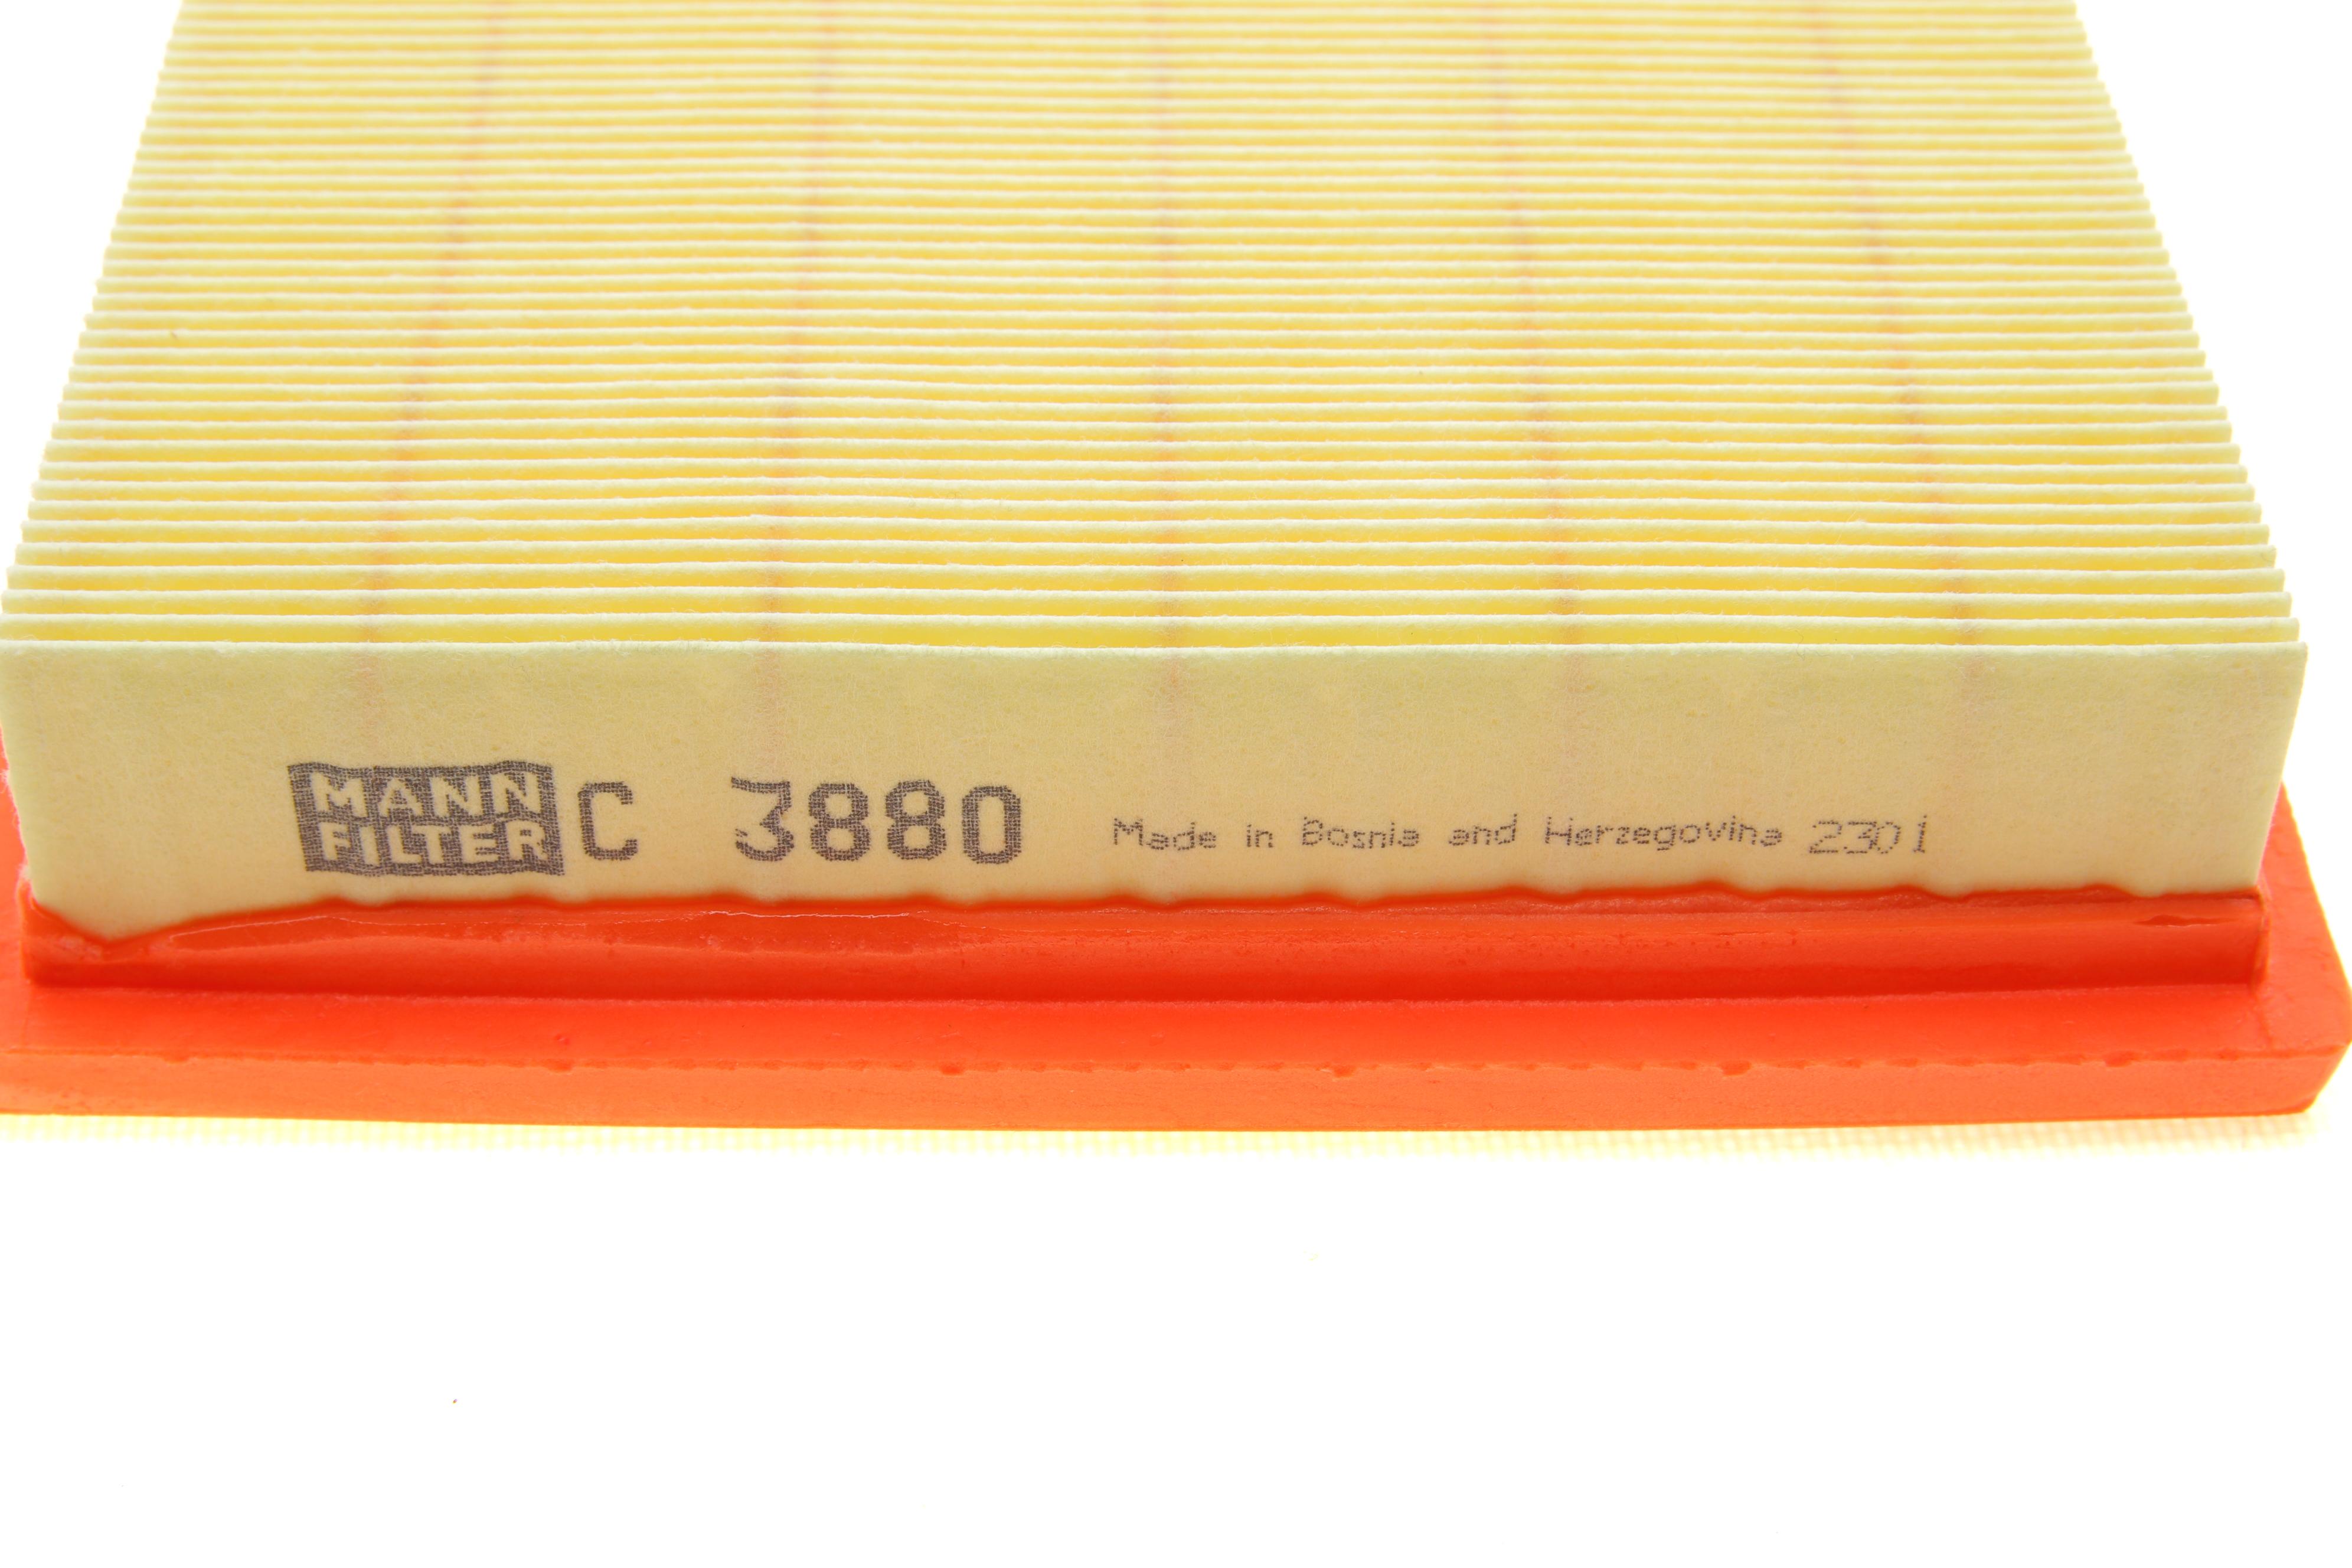 MANN
FILTER
C 3880 Made in Bosnia and Herzegovina 2301